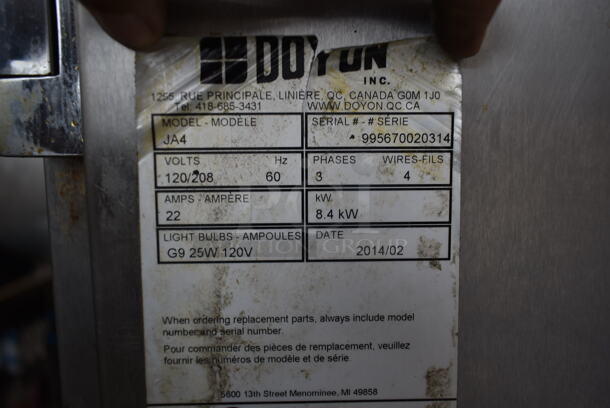 DOYON
INC.
1255 RUE PRINCIPALE, LINIÈRE, QC, CANADA G0M 1J0
Tel: 418-685-3431 WWW.DOYON.QC.CA
MODEL - MODÈLE SERIAL # - # SÉRIE
JA4 995670020314
VOLTS Hz PHASES WIRES-FILS
120/208 60 3 4
AMPS - AMPÈRE kW
22 8.4 kW
LIGHT BULBS - AMPOULES DATE
G9 25W 120V 2014/02
When ordering replacement parts, always include model
number and serial number.
Pour commander des pièces de remplacement, veuillez
fournir les numéros de modèle et de série.
5600 13th Street Menominee, MI 49858